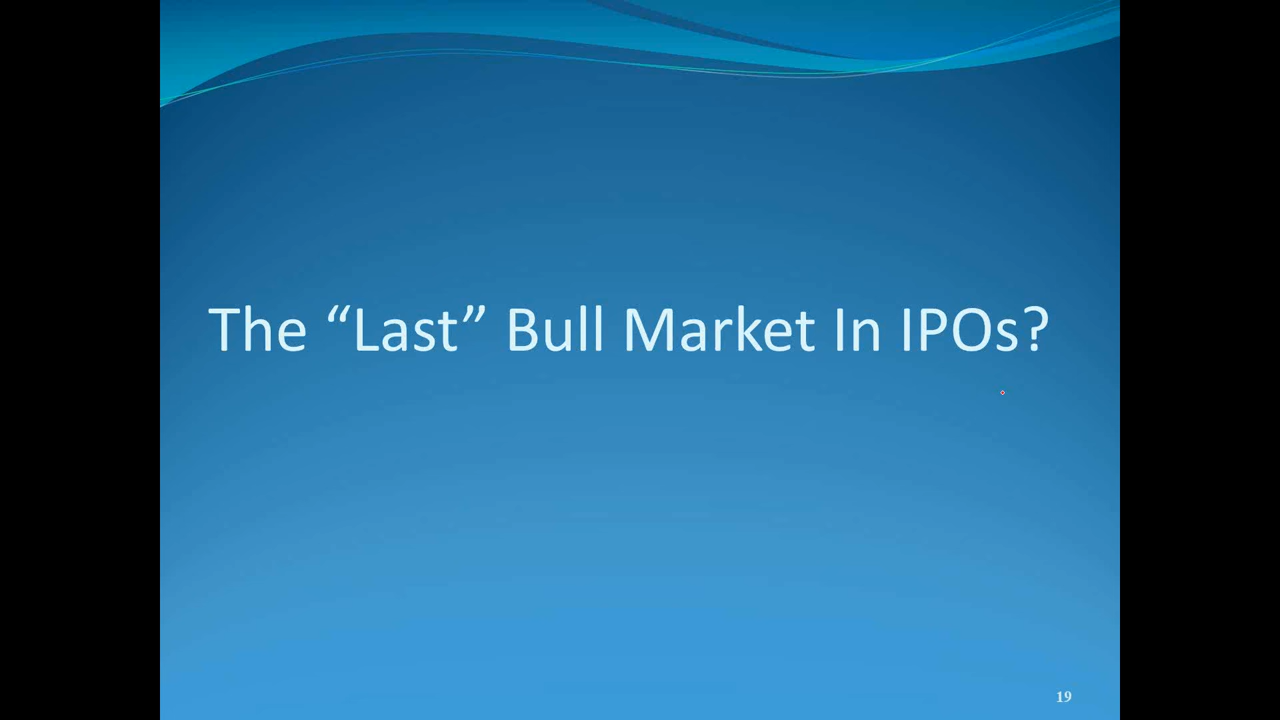 The “Last” Bull Market In IPOs?
19